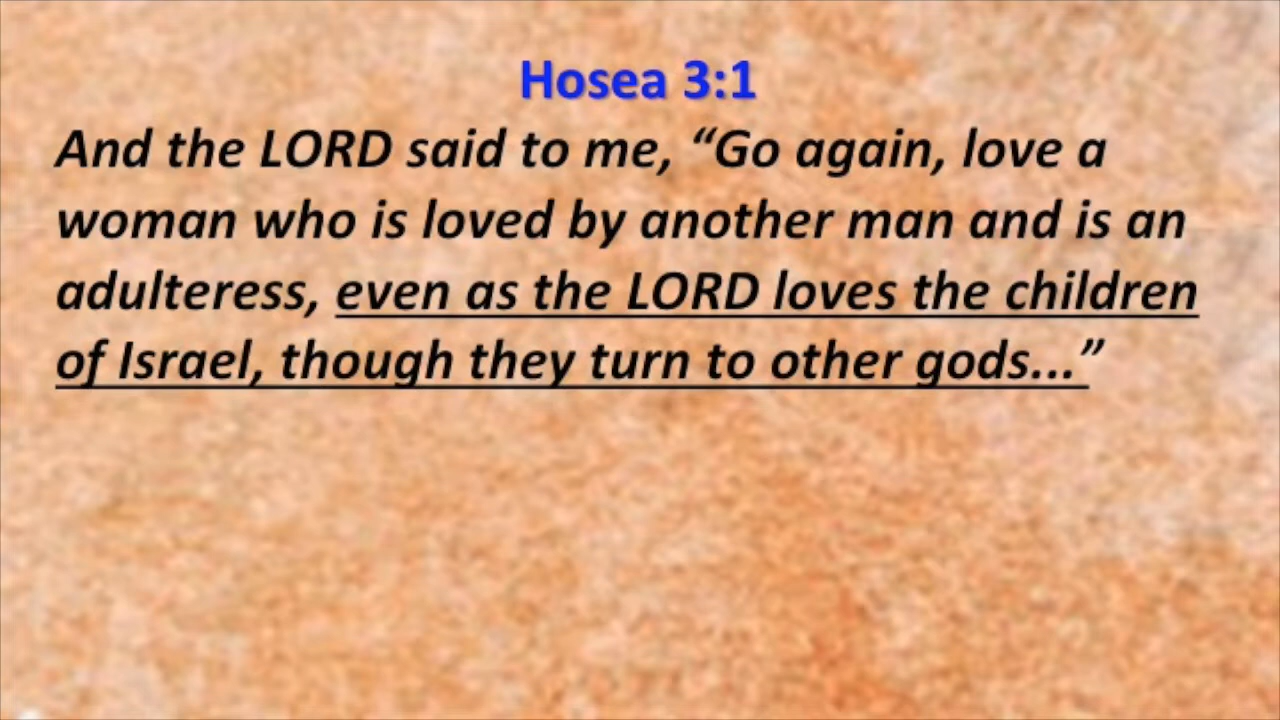 Hosea 3:1
And the LORD said to me, “Go again, love a
woman who is loved by another man and is an
adulteress, even as the LORD loves the children
of Israel, though they turn to other gods...”